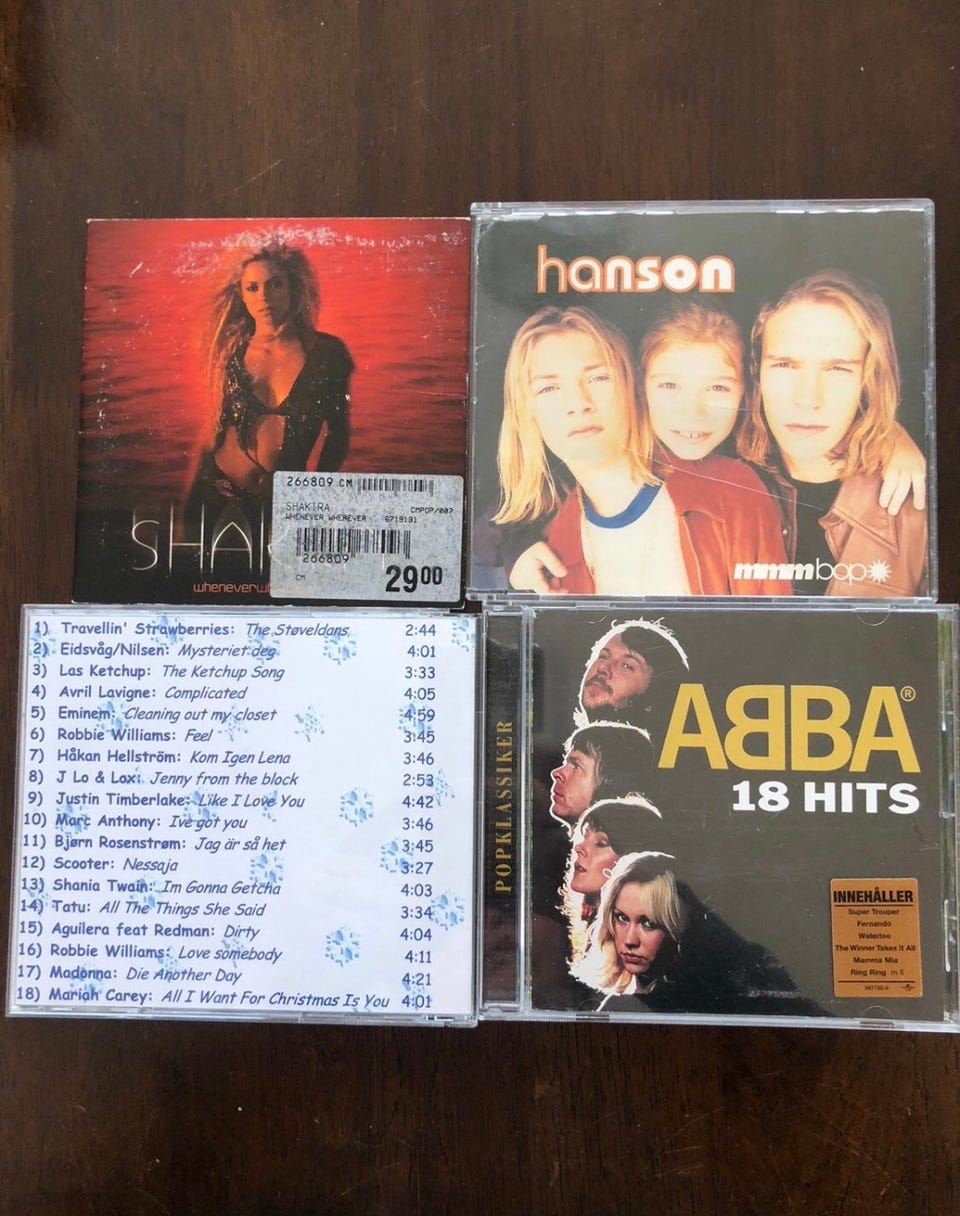 266809 CM
SHAKIRA CMPOP/007
WHENEVER WHEREVER 6719131
266809
CM 2900
SHAK
wheneverwh
hanson
mmmbop
1) Travellin' Strawberries: The Støveldans 2:44
2) Eidsvåg/Nilsen: Mysteriet deg 4:01
3) Las Ketchup: The Ketchup Song 3:33
4) Avril Lavigne: Complicated 4:05
5) Eminem: Cleaning out my closet 4:59
6) Robbie Williams: Feel 3:45
7) Håkan Hellström: Kom Igen Lena 3:46
8) J Lo & Lox: Jenny from the block 2:53
9) Justin Timberlake: Like I Love You 4:42
10) Marc Anthony: Ive got you 3:46
11) Bjørn Rosenstrøm: Jag är så het 3:45
12) Scooter: Nessaja 3:27
13) Shania Twain: Im Gonna Getcha 4:03
14) Tatu: All The Things She Said 3:34
15) Aguilera feat Redman: Dirty 4:04
16) Robbie Williams: Love somebody 4:11
17) Madonna: Die Another Day 4:21
18) Mariah Carey: All I Want For Christmas Is You 4:01
POPKLASSIKER
ABBA®
18 HITS
INNEHÅLLER
Super Trouper
Fernando
Waterloo
The Winner Takes It All
Mamma Mia
Ring Ring m fl